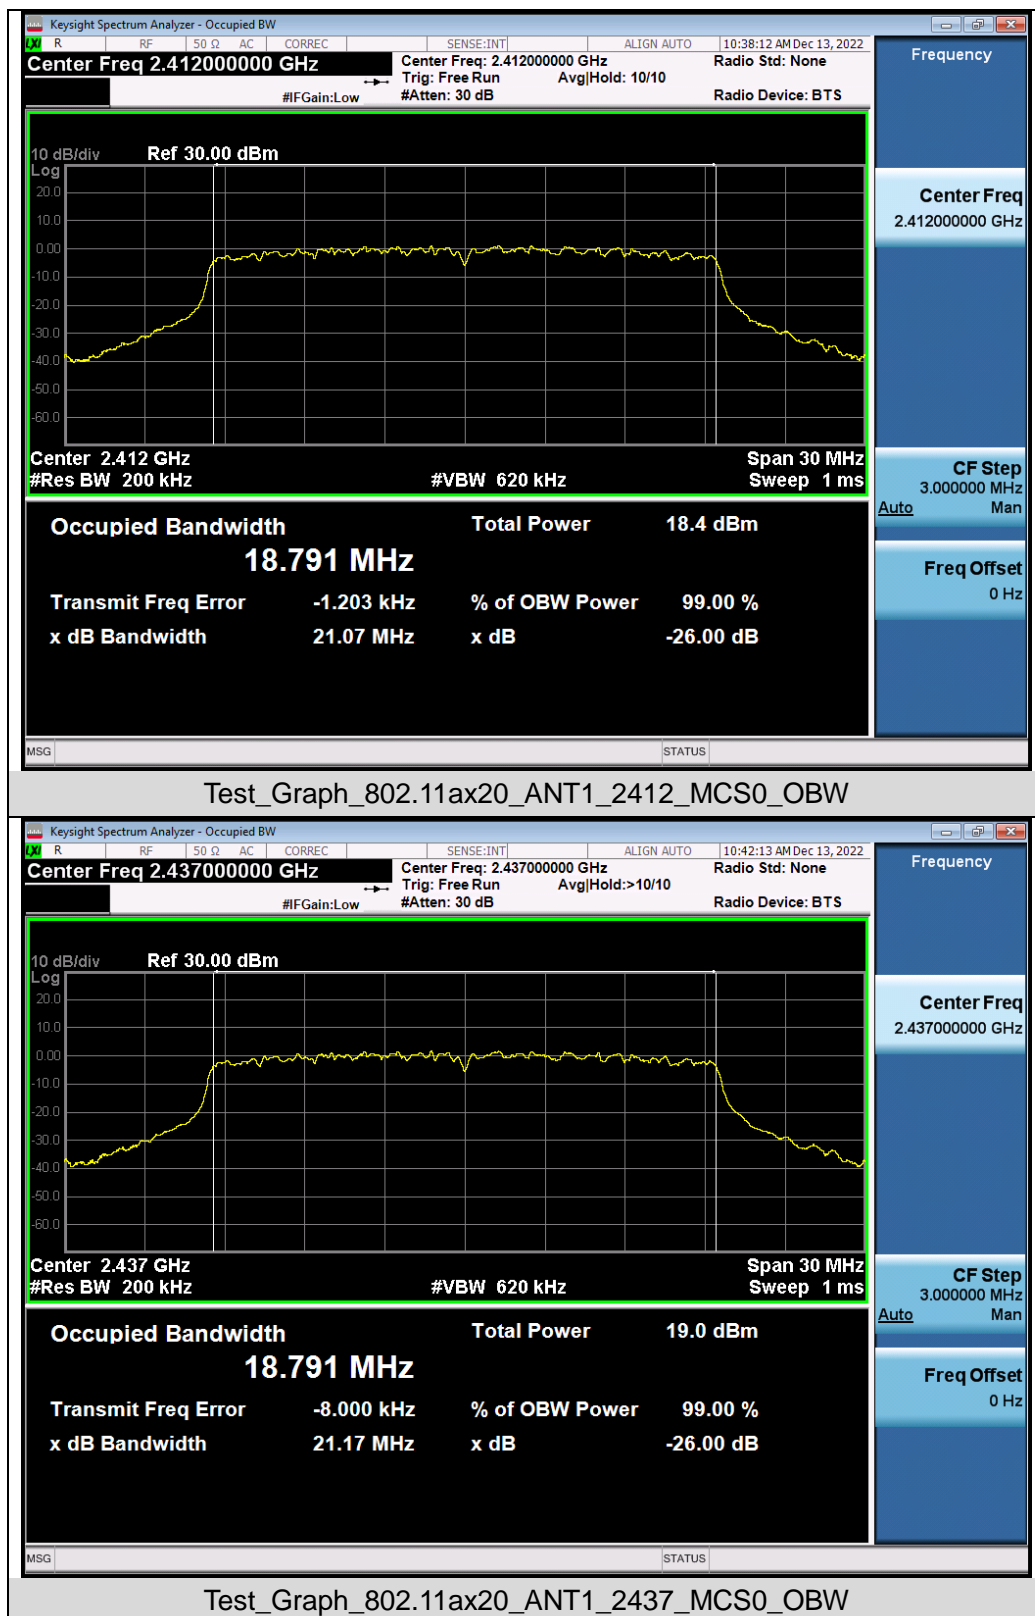 Keysight Spectrum Analyzer - Occupied BW
LXI R RF 50 Ω AC CORREC SENSE:INT ALIGN AUTO 10:38:12 AM Dec 13, 2022
Center Freq 2.412000000 GHz Center Freq: 2.412000000 GHz Radio Std: None
Trig: Free Run Avg|Hold: 10/10
#IFGain:Low #Atten: 30 dB Radio Device: BTS
10 dB/div Ref 30.00 dBm
Log
20.0
10.0
0.00
-10.0
-20.0
-30.0
-40.0
-50.0
-60.0
Center 2.412 GHz Span 30 MHz
#Res BW 200 kHz #VBW 620 kHz Sweep 1 ms
Occupied Bandwidth Total Power 18.4 dBm
18.791 MHz
Transmit Freq Error -1.203 kHz % of OBW Power 99.00 %
x dB Bandwidth 21.07 MHz x dB -26.00 dB
MSG STATUS
Frequency
Center Freq
2.412000000 GHz
CF Step
3.000000 MHz
Auto Man
Freq Offset
0 Hz
Test_Graph_802.11ax20_ANT1_2412_MCS0_OBW
Keysight Spectrum Analyzer - Occupied BW
LXI R RF 50 Ω AC CORREC SENSE:INT ALIGN AUTO 10:42:13 AM Dec 13, 2022
Center Freq 2.437000000 GHz Center Freq: 2.437000000 GHz Radio Std: None
Trig: Free Run Avg|Hold:>10/10
#IFGain:Low #Atten: 30 dB Radio Device: BTS
10 dB/div Ref 30.00 dBm
Log
20.0
10.0
0.00
-10.0
-20.0
-30.0
-40.0
-50.0
-60.0
Center 2.437 GHz Span 30 MHz
#Res BW 200 kHz #VBW 620 kHz Sweep 1 ms
Occupied Bandwidth Total Power 19.0 dBm
18.791 MHz
Transmit Freq Error -8.000 kHz % of OBW Power 99.00 %
x dB Bandwidth 21.17 MHz x dB -26.00 dB
MSG STATUS
Frequency
Center Freq
2.437000000 GHz
CF Step
3.000000 MHz
Auto Man
Freq Offset
0 Hz
Test_Graph_802.11ax20_ANT1_2437_MCS0_OBW